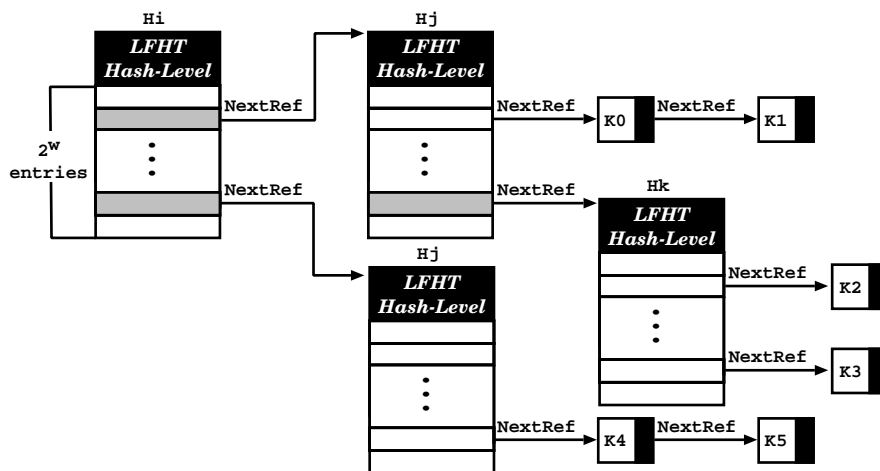 Hi
LFHT
Hash-Level
2^w
entries
NextRef
NextRef
Hj
LFHT
Hash-Level
NextRef
K0
NextRef
K1
NextRef
Hk
LFHT
Hash-Level
NextRef
K2
NextRef
K3
Hj
LFHT
Hash-Level
NextRef
K4
NextRef
K5